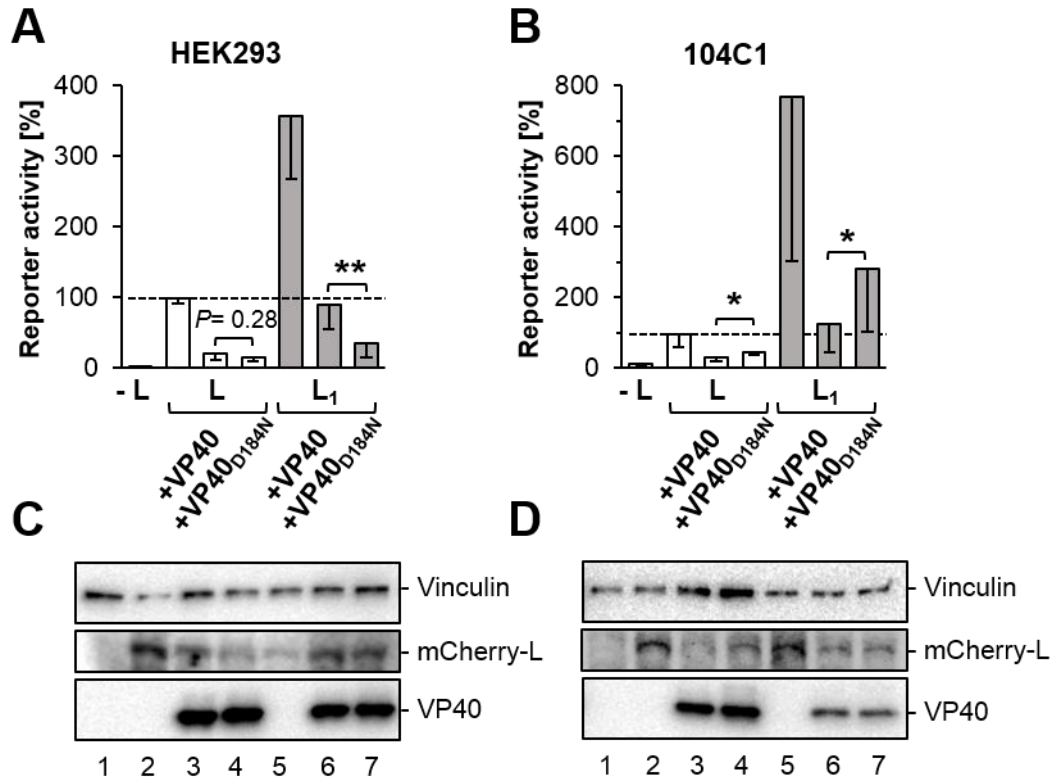 A
HEK293
Reporter activity [%]
400
300
200
100
0
P= 0.28
**
- L
L
L₁
+VP40
+VP40D184N
+VP40
+VP40D184N
B
104C1
Reporter activity [%]
800
600
400
200
0
*
*
- L
L
L₁
+VP40
+VP40D184N
+VP40
+VP40D184N
C
Vinculin
mCherry-L
VP40
1 2 3 4 5 6 7
D
Vinculin
mCherry-L
VP40
1 2 3 4 5 6 7